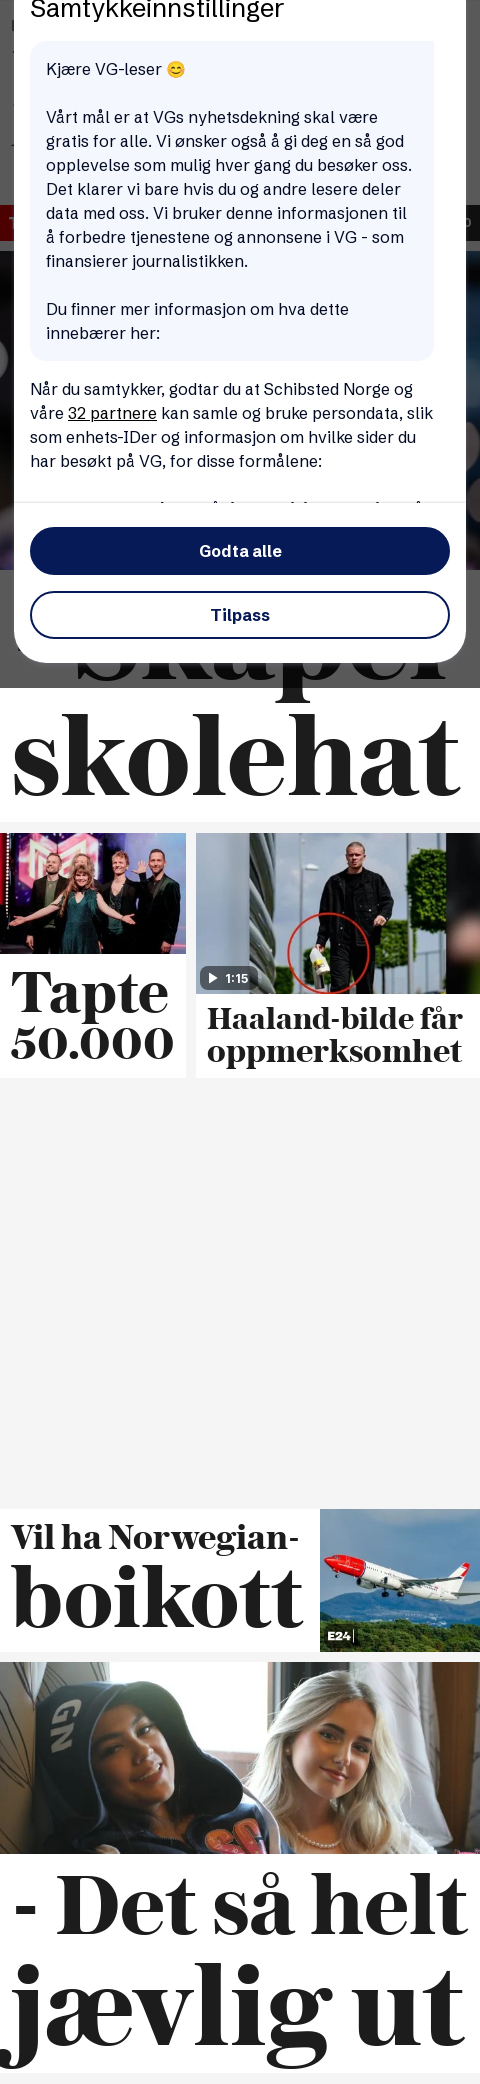 Samtykkeinnstillinger
Kjære VG-leser 😊
Vårt mål er at VGs nyhetsdekning skal være
gratis for alle. Vi ønsker også å gi deg en så god
opplevelse som mulig hver gang du besøker oss.
Det klarer vi bare hvis du og andre lesere deler
data med oss. Vi bruker denne informasjonen til
å forbedre tjenestene og annonsene i VG - som
finansierer journalistikken.
Du finner mer informasjon om hva dette
innebærer her:
Når du samtykker, godtar du at Schibsted Norge og
våre 32 partnere kan samle og bruke persondata, slik
som enhets-IDer og informasjon om hvilke sider du
har besøkt på VG, for disse formålene:
Godta alle
Tilpass
skolehat
Tapte
50.000
1:15
Haaland-bilde får
oppmerksomhet
Vil ha Norwegian-
boikott
E24
GN
- Det så helt
jævlig ut